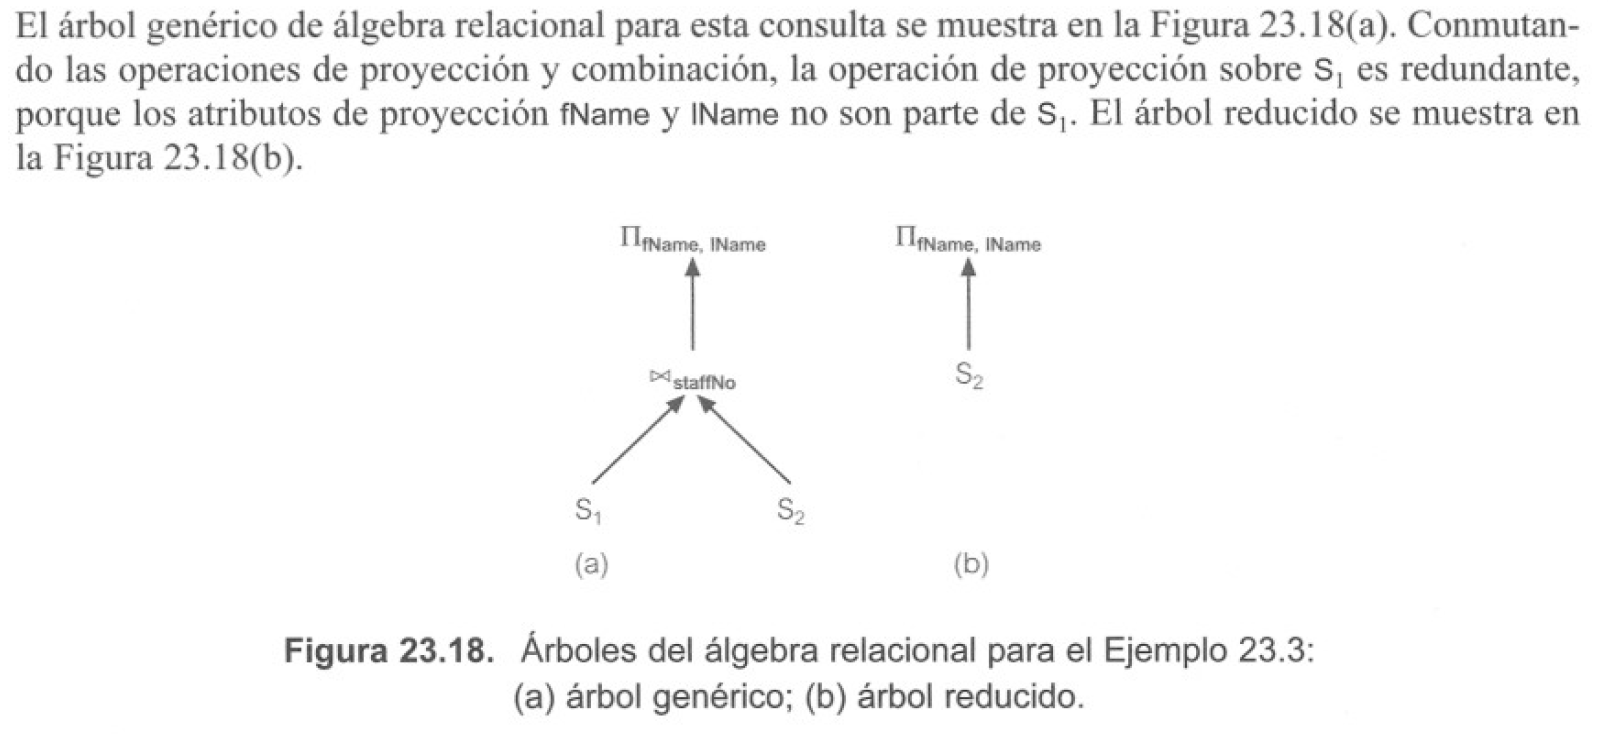 El árbol genérico de álgebra relacional para esta consulta se muestra en la Figura 23.18(a). Conmutan-
do las operaciones de proyección y combinación, la operación de proyección sobre S₁ es redundante,
porque los atributos de proyección fName y lName no son parte de S₁. El árbol reducido se muestra en
la Figura 23.18(b).
Π fName, lName
Π fName, lName
⋈ staffNo
S₂
S₁
S₂
(a)
(b)
Figura 23.18. Árboles del álgebra relacional para el Ejemplo 23.3:
(a) árbol genérico; (b) árbol reducido.